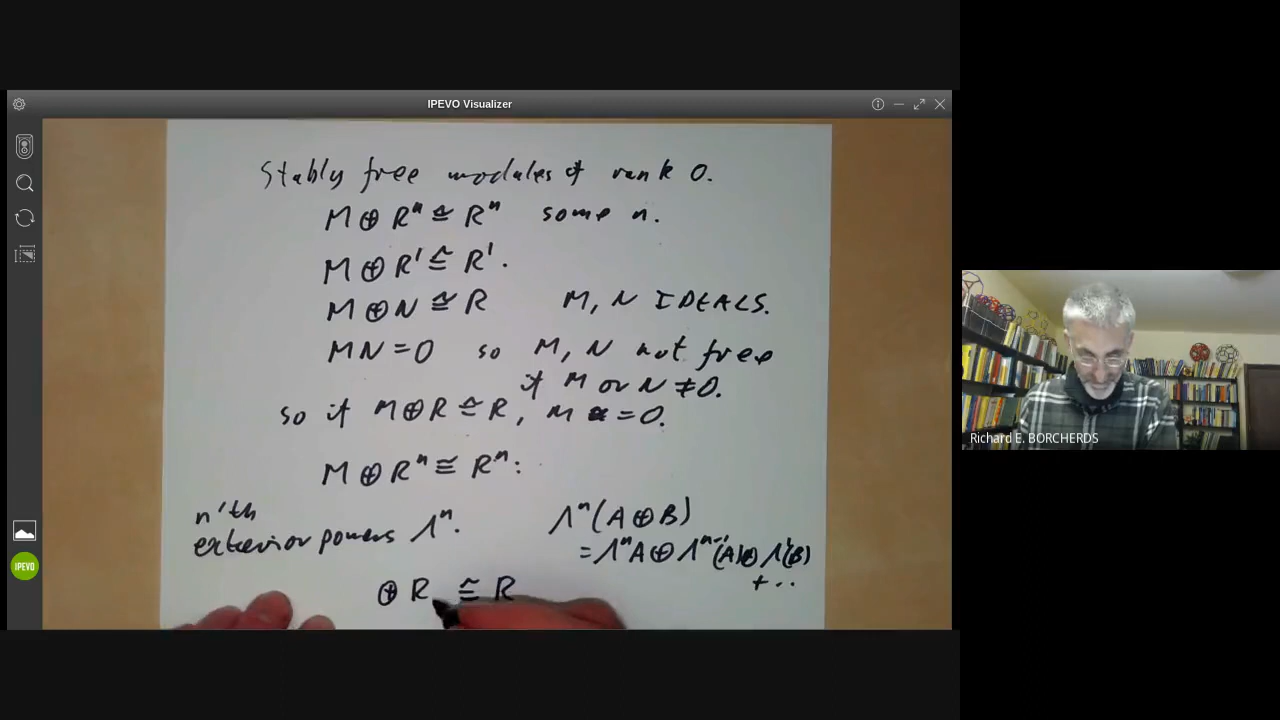 IPEVO Visualizer
Stably free modules of rank 0.
M ⊕ Rⁿ ≅ Rⁿ some n.
M ⊕ R¹ ≅ R¹.
M ⊕ N ≅ R M, N IDEALS.
MN = 0 so M, N not free
if M or N ≠ 0.
so if M ⊕ R ≅ R, M = 0.
M ⊕ Rⁿ ≅ Rⁿ:
n'th
exterior powers Λⁿ.
Λⁿ(A ⊕ B)
= ΛⁿA ⊕ Λⁿ⁻¹(A) ⊗ Λ¹(B)
+ ..
⊕ R ≅ R
IPEVO
Richard E. BORCHERDS